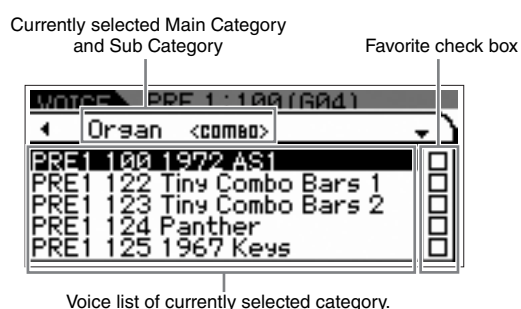 Currently selected Main Category
and Sub Category
Favorite check box
VOICE PRE 1:100(G04)
Organ <COMBO>
PRE1 100 1972 AS1
PRE1 122 Tiny Combo Bars 1
PRE1 123 Tiny Combo Bars 2
PRE1 124 Panther
PRE1 125 1967 Keys
Voice list of currently selected category.